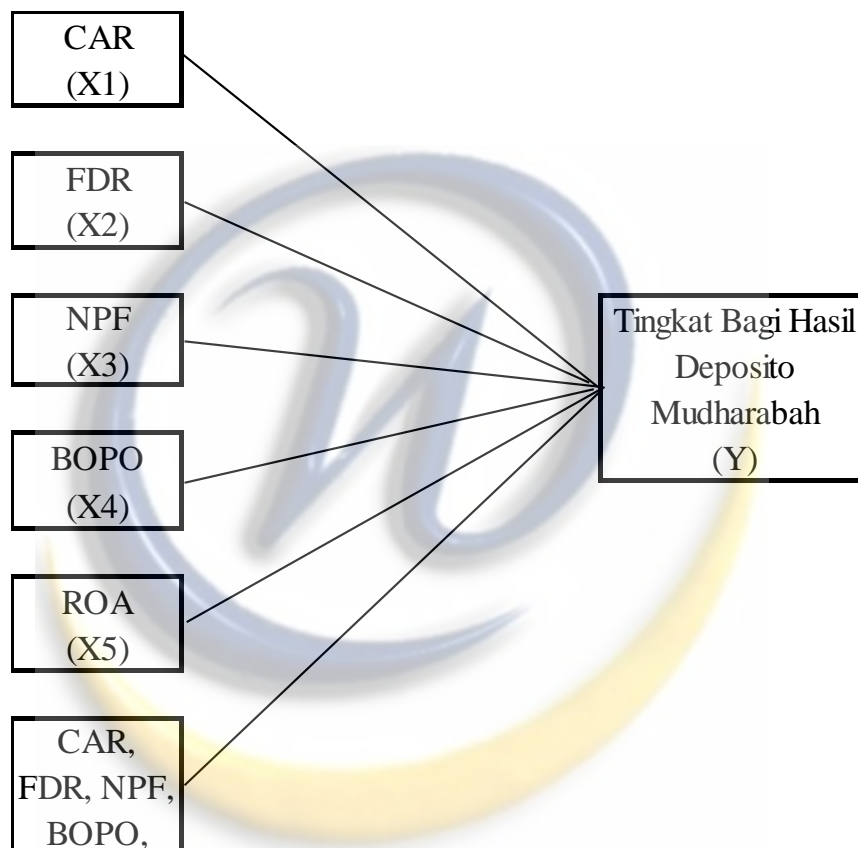 CAR
(X1)
FDR
(X2)
NPF
(X3)
BOPO
(X4)
ROA
(X5)
CAR,
FDR, NPF,
BOPO,
Tingkat Bagi Hasil
Deposito
Mudharabah
(Y)